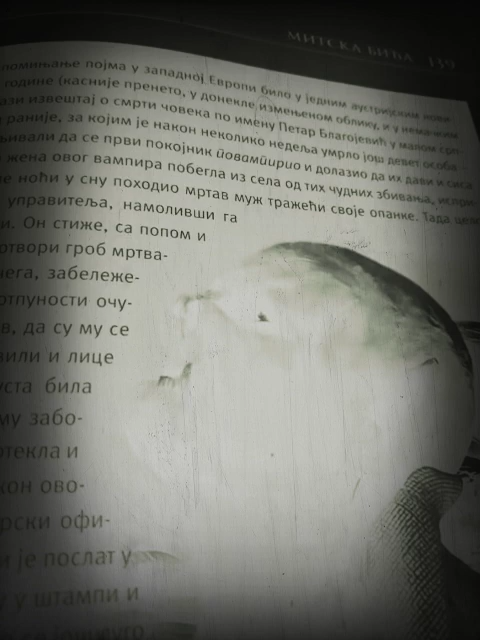 МИТСКА БИЋА 139
помињање појма у западној Европи било у једним аустријским нови-
године (касније пренето, у донекле измењеном облику, и у немачким
извештај о смрти човека по имену Петар Благојевић у малом срп-
раније, за којим је након неколико недеља умрло још девет особа
да се први покојник повампирио и долазио да их дави и сиса
жена овог вампира побегла из села од тих чудних збивања, испри-
ноћи у сну походио мртав муж тражећи своје опанке. Тада
управитеља, намоливши га
и. Он стиже, са попом и
отвори гроб мртва-
забележе-
отпуности очу-
в, да су му се
вили и лице
уста била
му забо-
отекла и
кон ово-
рски офи-
и је послат у
у штампи и